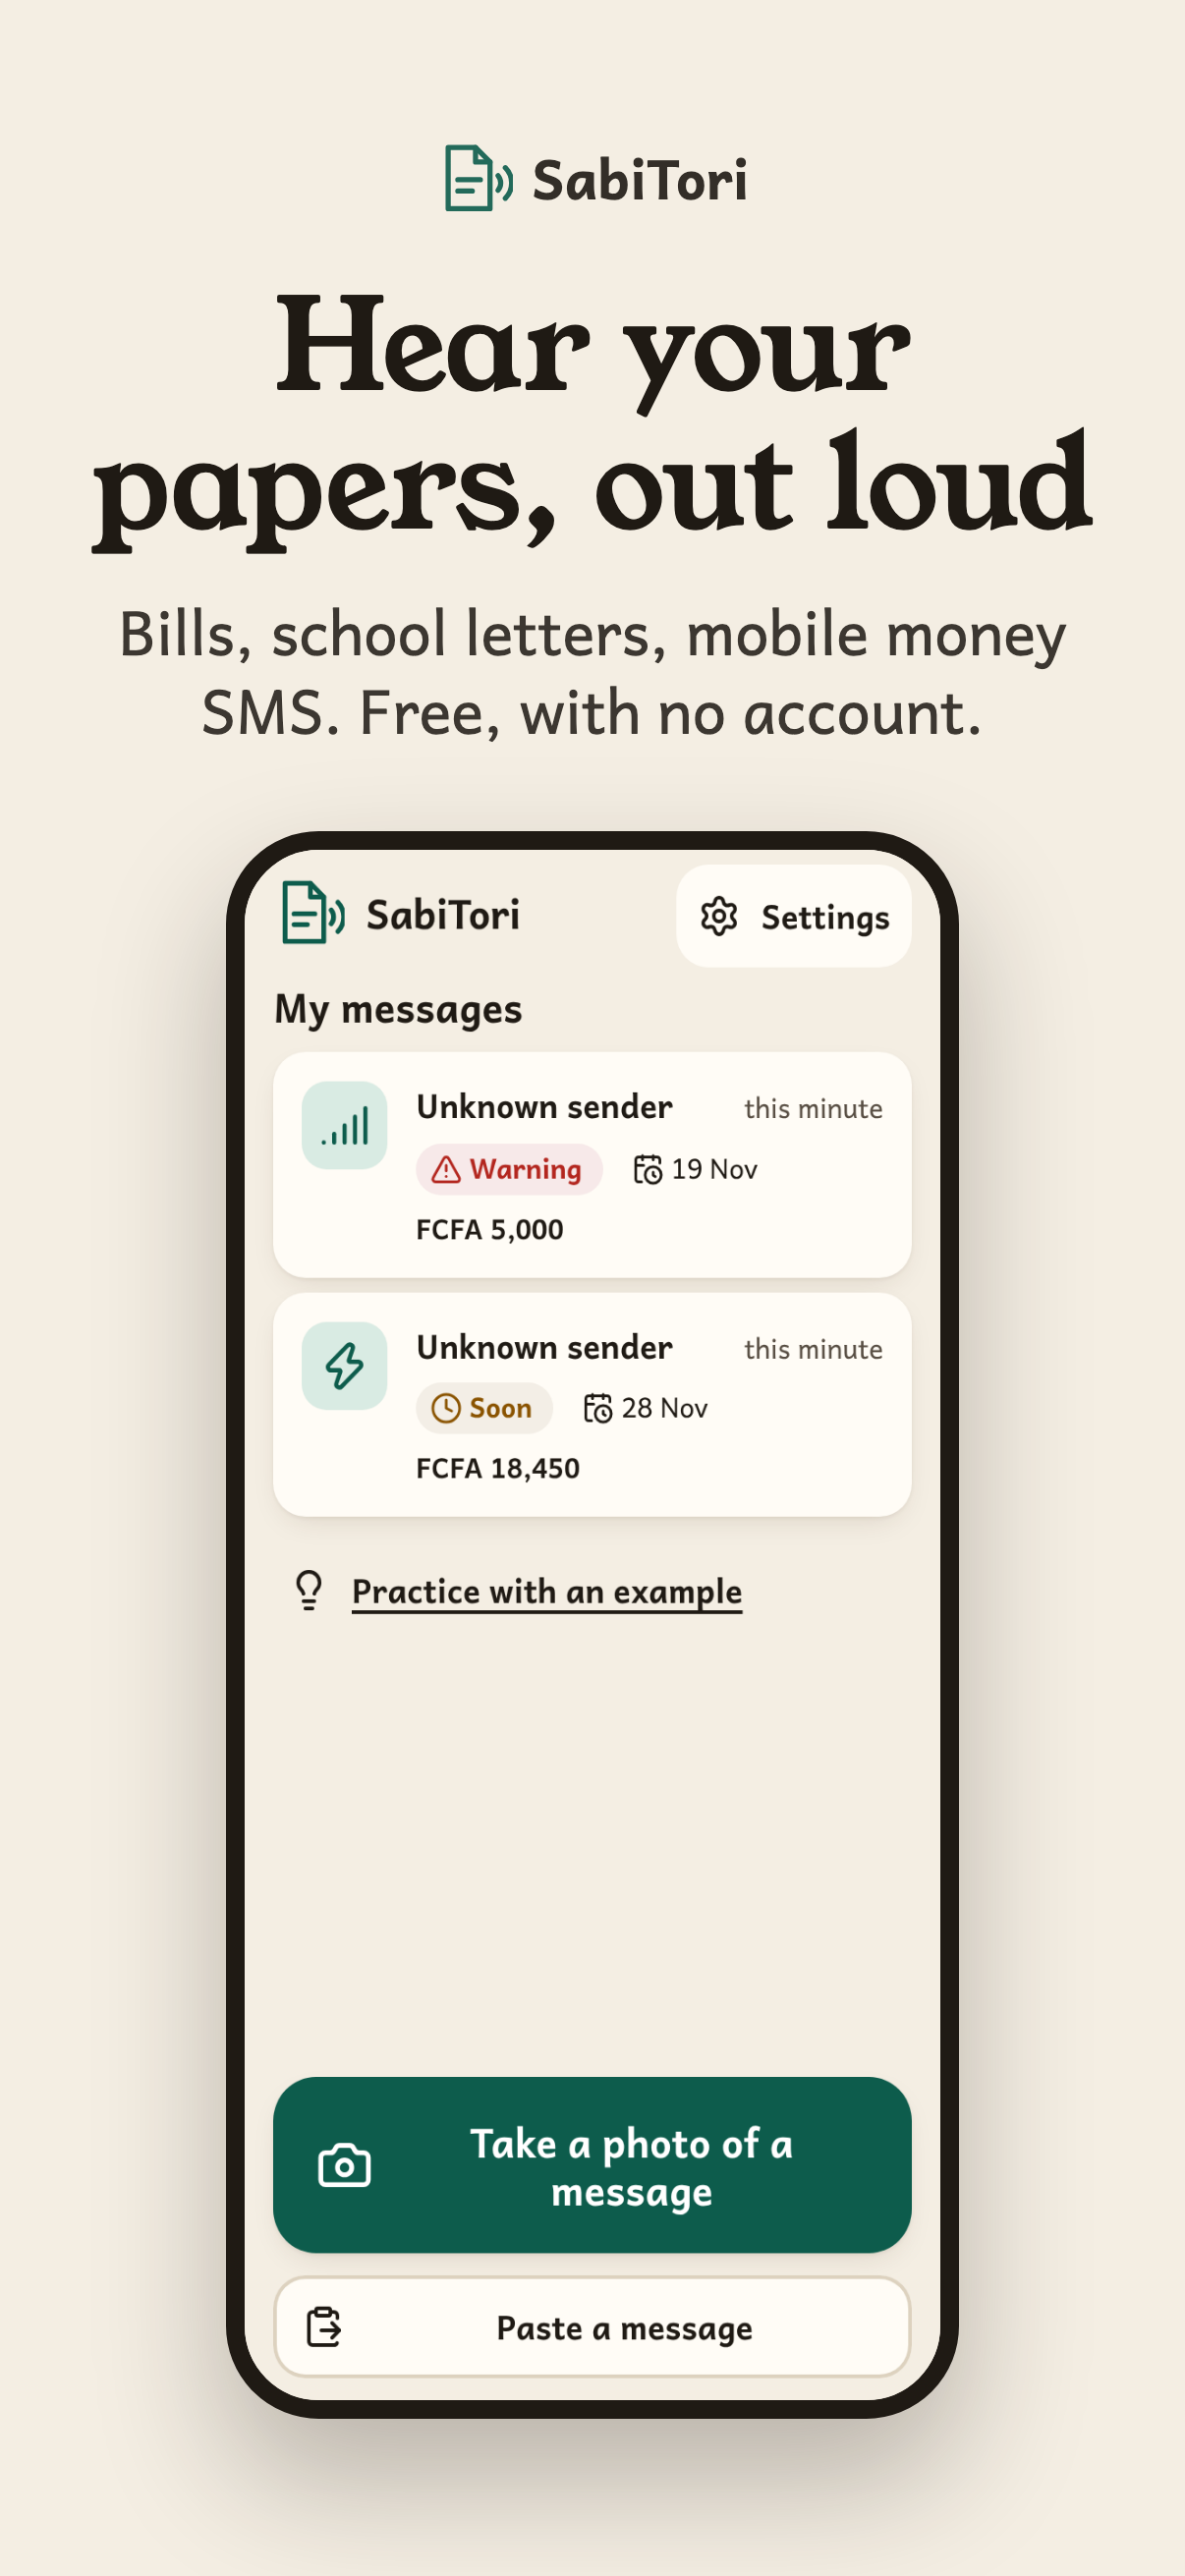 SabiTori
Hear your
papers, out loud
Bills, school letters, mobile money
SMS. Free, with no account.
SabiTori
Settings
My messages
Unknown sender
this minute
Warning
19 Nov
FCFA 5,000
Unknown sender
this minute
Soon
28 Nov
FCFA 18,450
Practice with an example
Take a photo of a
message
Paste a message